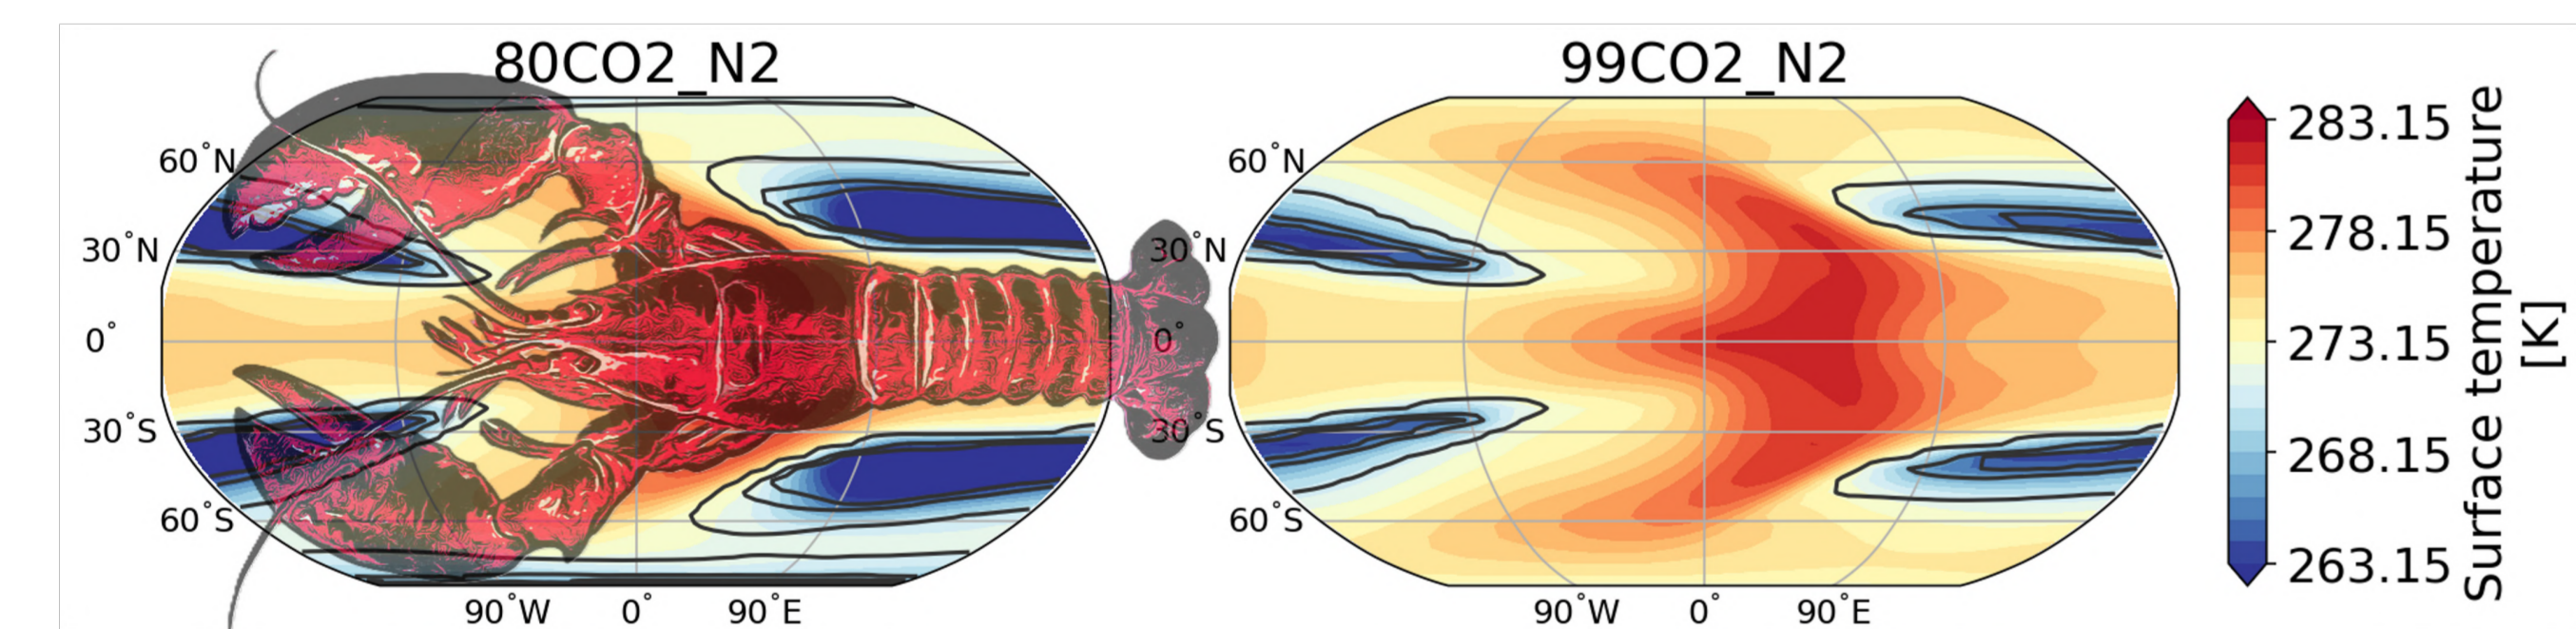 80CO2_N2
99CO2_N2
60°N
30°N
0°
30°S
60°S
90°W 0° 90°E
60°N
30°N
0°
30°S
60°S
90°W 0° 90°E
283.15
278.15
273.15
268.15
263.15
Surface temperature
[K]